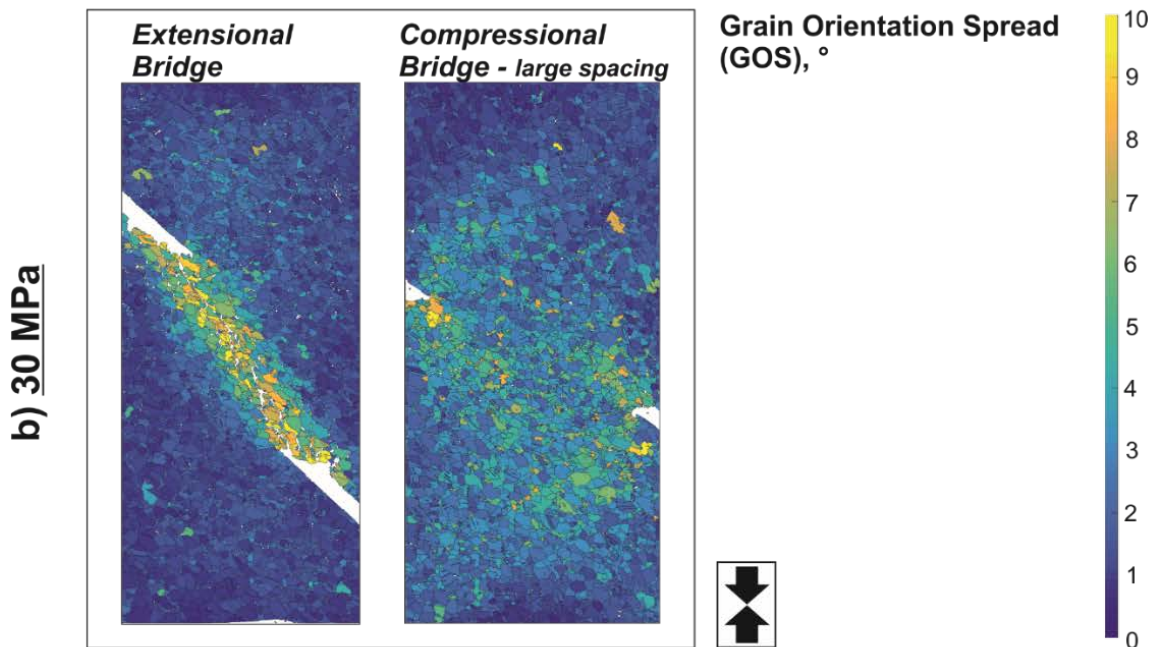 Extensional
Bridge
Compressional
Bridge - large spacing
Grain Orientation Spread
(GOS), °
b) 30 MPa
10
9
8
7
6
5
4
3
2
1
0